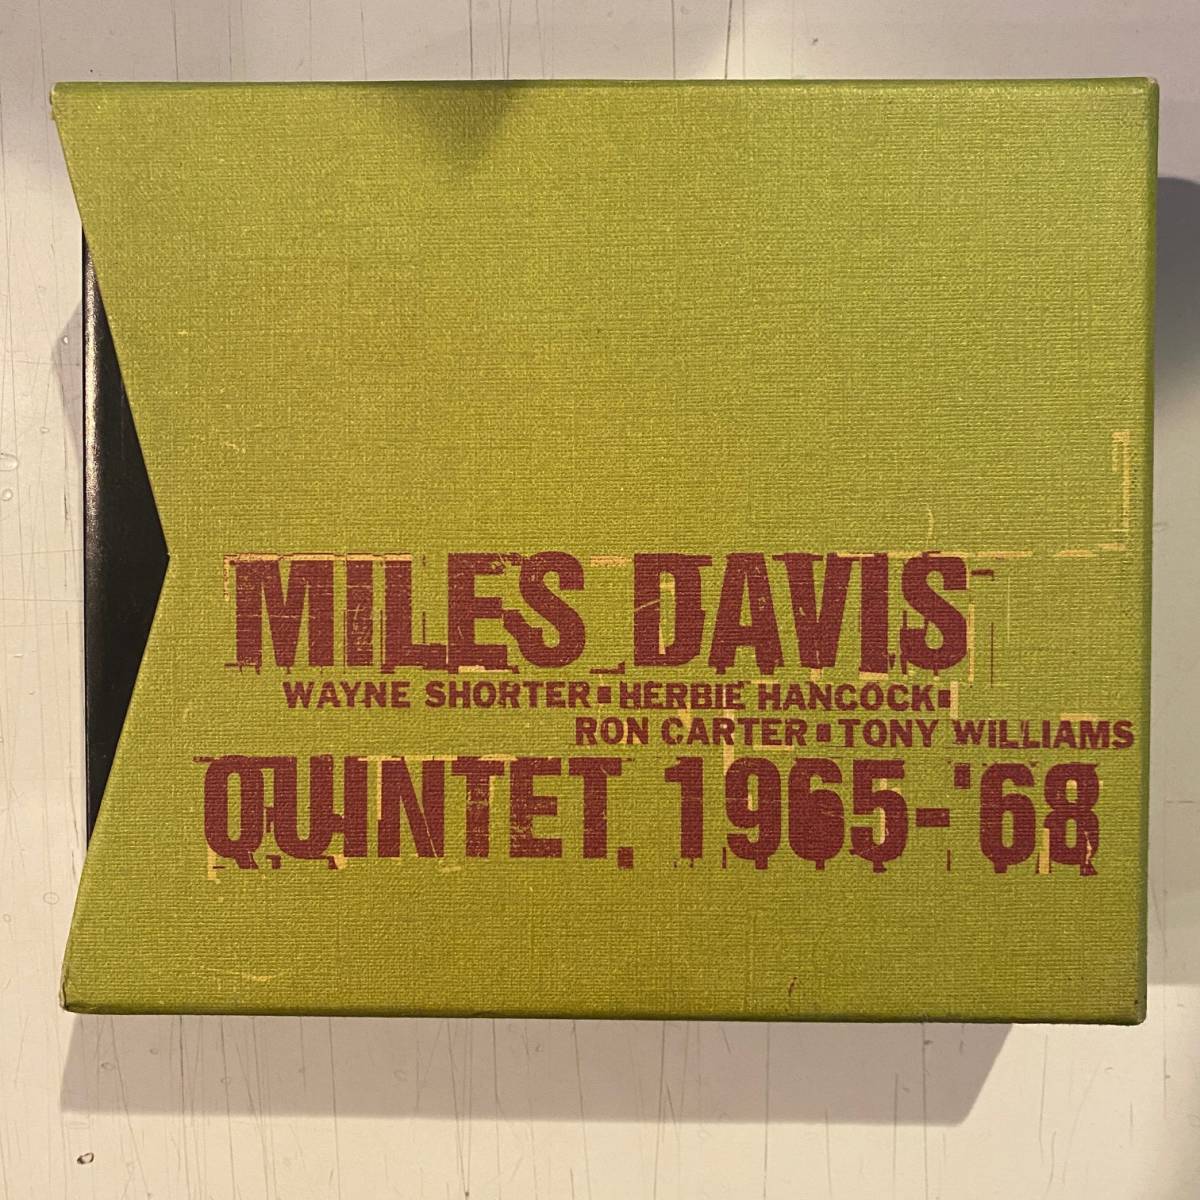 MILES DAVIS
WAYNE SHORTER▪HERBIE HANCOCK▪
RON CARTER▪TONY WILLIAMS
QUINTET. 1965-'68